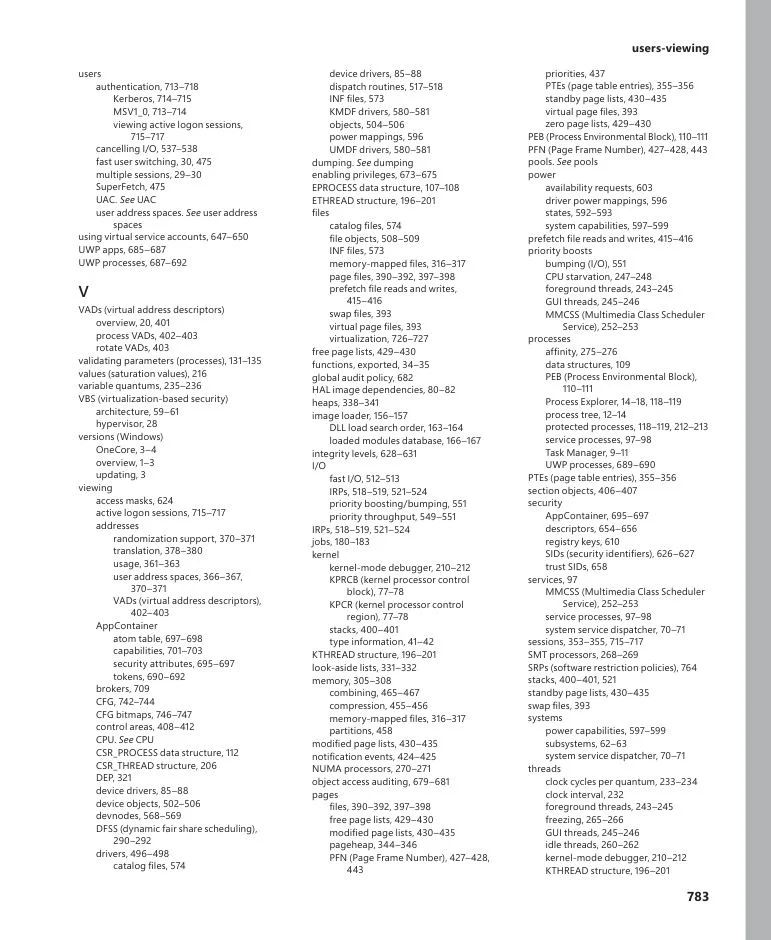 users-viewing
users
authentication, 713–718
Kerberos, 714–715
MSV1_0, 713–714
viewing active logon sessions,
715–717
cancelling I/O, 537–538
fast user switching, 30, 475
multiple sessions, 29–30
SuperFetch, 475
UAC. See UAC
user address spaces. See user address
spaces
using virtual service accounts, 647–650
UWP apps, 685–687
UWP processes, 687–692
V
VADs (virtual address descriptors)
overview, 20, 401
process VADs, 402–403
rotate VADs, 403
validating parameters (processes), 131–135
values (saturation values), 216
variable quantums, 235–236
VBS (virtualization-based security)
architecture, 59–61
hypervisor, 28
versions (Windows)
OneCore, 3–4
overview, 1–3
updating, 3
viewing
access masks, 624
active logon sessions, 715–717
addresses
randomization support, 370–371
translation, 378–380
usage, 361–363
user address spaces, 366–367,
370–371
VADs (virtual address descriptors),
402–403
AppContainer
atom table, 697–698
capabilities, 701–703
security attributes, 695–697
tokens, 690–692
brokers, 709
CFG, 742–744
CFG bitmaps, 746–747
control areas, 408–412
CPU. See CPU
CSR_PROCESS data structure, 112
CSR_THREAD structure, 206
DEP, 321
device drivers, 85–88
device objects, 502–506
devnodes, 568–569
DFSS (dynamic fair share scheduling),
290–292
drivers, 496–498
catalog files, 574
device drivers, 85–88
dispatch routines, 517–518
INF files, 573
KMDF drivers, 580–581
objects, 504–506
power mappings, 596
UMDF drivers, 580–581
dumping. See dumping
enabling privileges, 673–675
EPROCESS data structure, 107–108
ETHREAD structure, 196–201
files
catalog files, 574
file objects, 508–509
INF files, 573
memory-mapped files, 316–317
page files, 390–392, 397–398
prefetch file reads and writes,
415–416
swap files, 393
virtual page files, 393
virtualization, 726–727
free page lists, 429–430
functions, exported, 34–35
global audit policy, 682
HAL image dependencies, 80–82
heaps, 338–341
image loader, 156–157
DLL load search order, 163–164
loaded modules database, 166–167
integrity levels, 628–631
I/O
fast I/O, 512–513
IRPs, 518–519, 521–524
priority boosting/bumping, 551
priority throughput, 549–551
IRPs, 518–519, 521–524
jobs, 180–183
kernel
kernel-mode debugger, 210–212
KPRCB (kernel processor control
block), 77–78
KPCR (kernel processor control
region), 77–78
stacks, 400–401
type information, 41–42
KTHREAD structure, 196–201
look-aside lists, 331–332
memory, 305–308
combining, 465–467
compression, 455–456
memory-mapped files, 316–317
partitions, 458
modified page lists, 430–435
notification events, 424–425
NUMA processors, 270–271
object access auditing, 679–681
pages
files, 390–392, 397–398
free page lists, 429–430
modified page lists, 430–435
pageheap, 344–346
PFN (Page Frame Number), 427–428,
443
priorities, 437
PTEs (page table entries), 355–356
standby page lists, 430–435
virtual page files, 393
zero page lists, 429–430
PEB (Process Environmental Block), 110–111
PFN (Page Frame Number), 427–428, 443
pools. See pools
power
availability requests, 603
driver power mappings, 596
states, 592–593
system capabilities, 597–599
prefetch file reads and writes, 415–416
priority boosts
bumping (I/O), 551
CPU starvation, 247–248
foreground threads, 243–245
GUI threads, 245–246
MMCSS (Multimedia Class Scheduler
Service), 252–253
processes
affinity, 275–276
data structures, 109
PEB (Process Environmental Block),
110–111
Process Explorer, 14–18, 118–119
process tree, 12–14
protected processes, 118–119, 212–213
service processes, 97–98
Task Manager, 9–11
UWP processes, 689–690
PTEs (page table entries), 355–356
section objects, 406–407
security
AppContainer, 695–697
descriptors, 654–656
registry keys, 610
SIDs (security identifiers), 626–627
trust SIDs, 658
services, 97
MMCSS (Multimedia Class Scheduler
Service), 252–253
service processes, 97–98
system service dispatcher, 70–71
sessions, 353–355, 715–717
SMT processors, 268–269
SRPs (software restriction policies), 764
stacks, 400–401, 521
standby page lists, 430–435
swap files, 393
systems
power capabilities, 597–599
subsystems, 62–63
system service dispatcher, 70–71
threads
clock cycles per quantum, 233–234
clock interval, 232
foreground threads, 243–245
freezing, 265–266
GUI threads, 245–246
idle threads, 260–262
kernel-mode debugger, 210–212
KTHREAD structure, 196–201
783